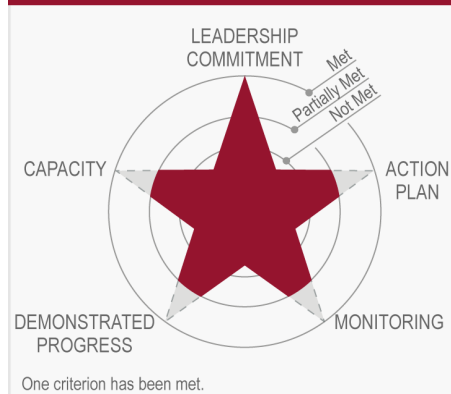 LEADERSHIP
COMMITMENT
Met
Partially Met
Not Met
CAPACITY
ACTION
PLAN
DEMONSTRATED
PROGRESS
MONITORING
One criterion has been met.